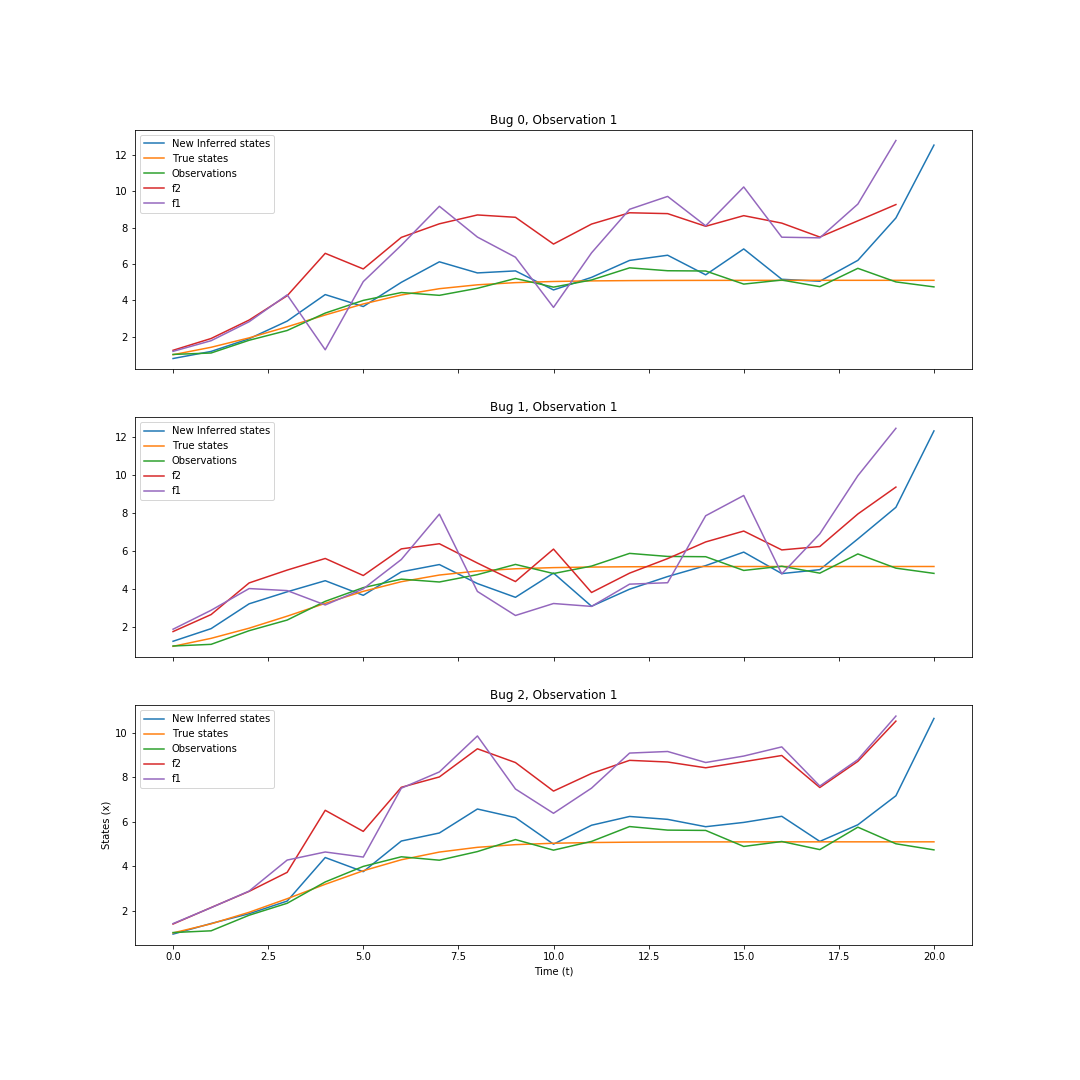 Bug 0, Observation 1
New Inferred states
True states
Observations
f2
f1
12
10
8
6
4
2
Bug 1, Observation 1
New Inferred states
True states
Observations
f2
f1
12
10
8
6
4
2
Bug 2, Observation 1
New Inferred states
True states
Observations
f2
f1
10
8
6
4
2
States (x)
0.0 2.5 5.0 7.5 10.0 12.5 15.0 17.5 20.0
Time (t)